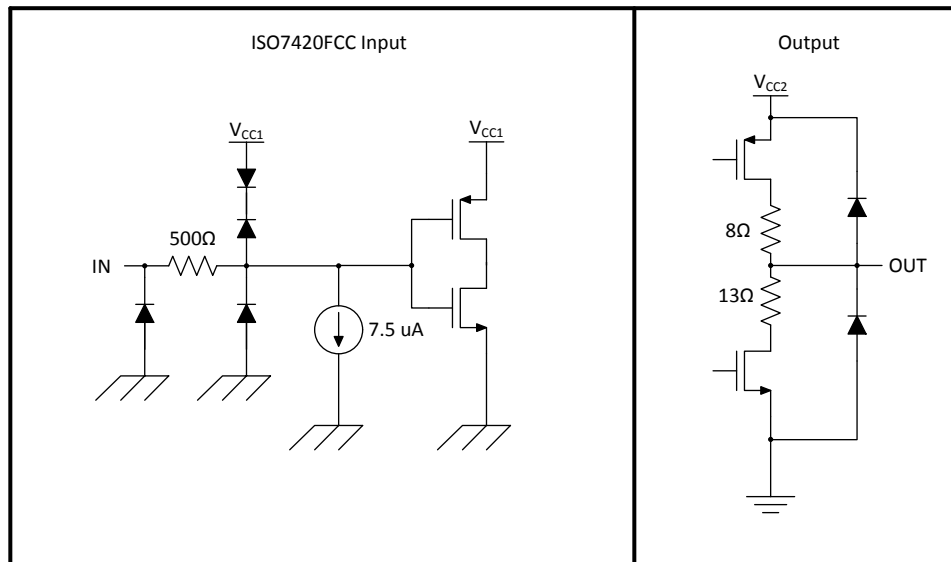 ISO7420FCC Input
VCC1
VCC1
500Ω
IN
7.5 uA
Output
VCC2
8Ω
OUT
13Ω